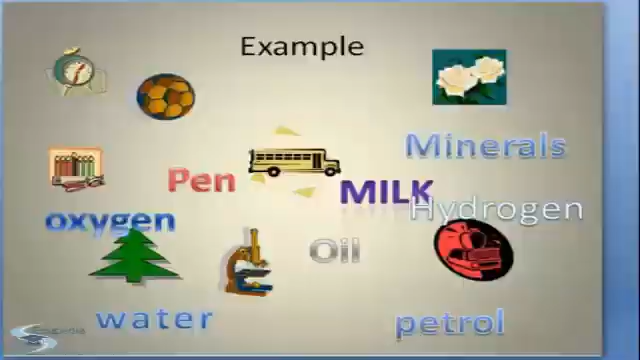 Example
Minerals
Pen
MILK
Hydrogen
oxygen
Oil
water
petrol